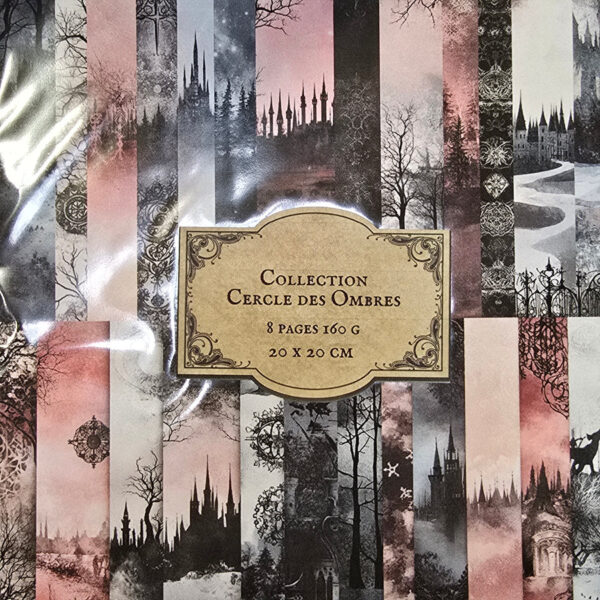 Collection
Cercle des Ombres
8 pages 160 g
20 x 20 cm